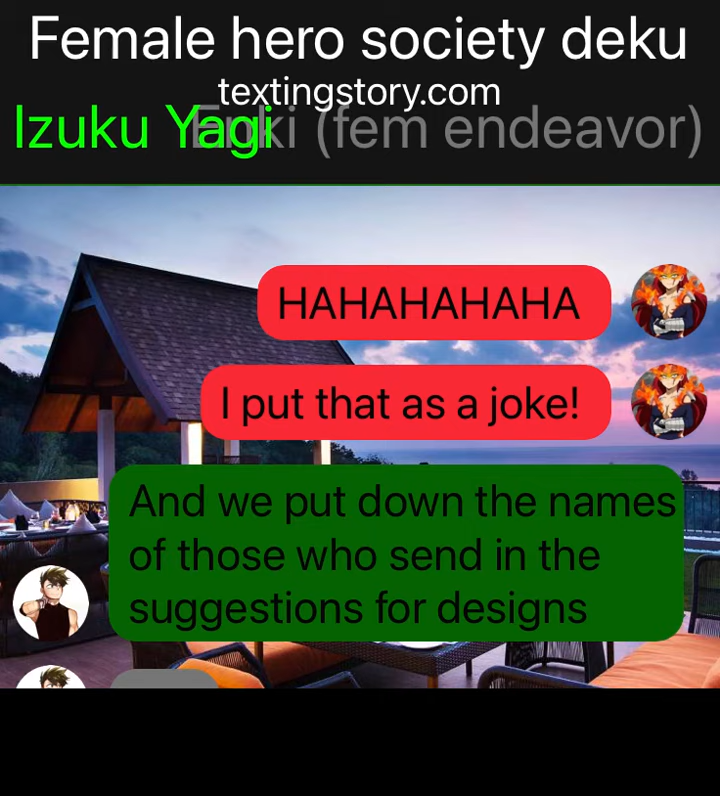 Female hero society deku
textingstory.com
Izuku Yagi Enki (fem endeavor)
HAHAHAHAHA
I put that as a joke!
And we put down the names
of those who send in the
suggestions for designs